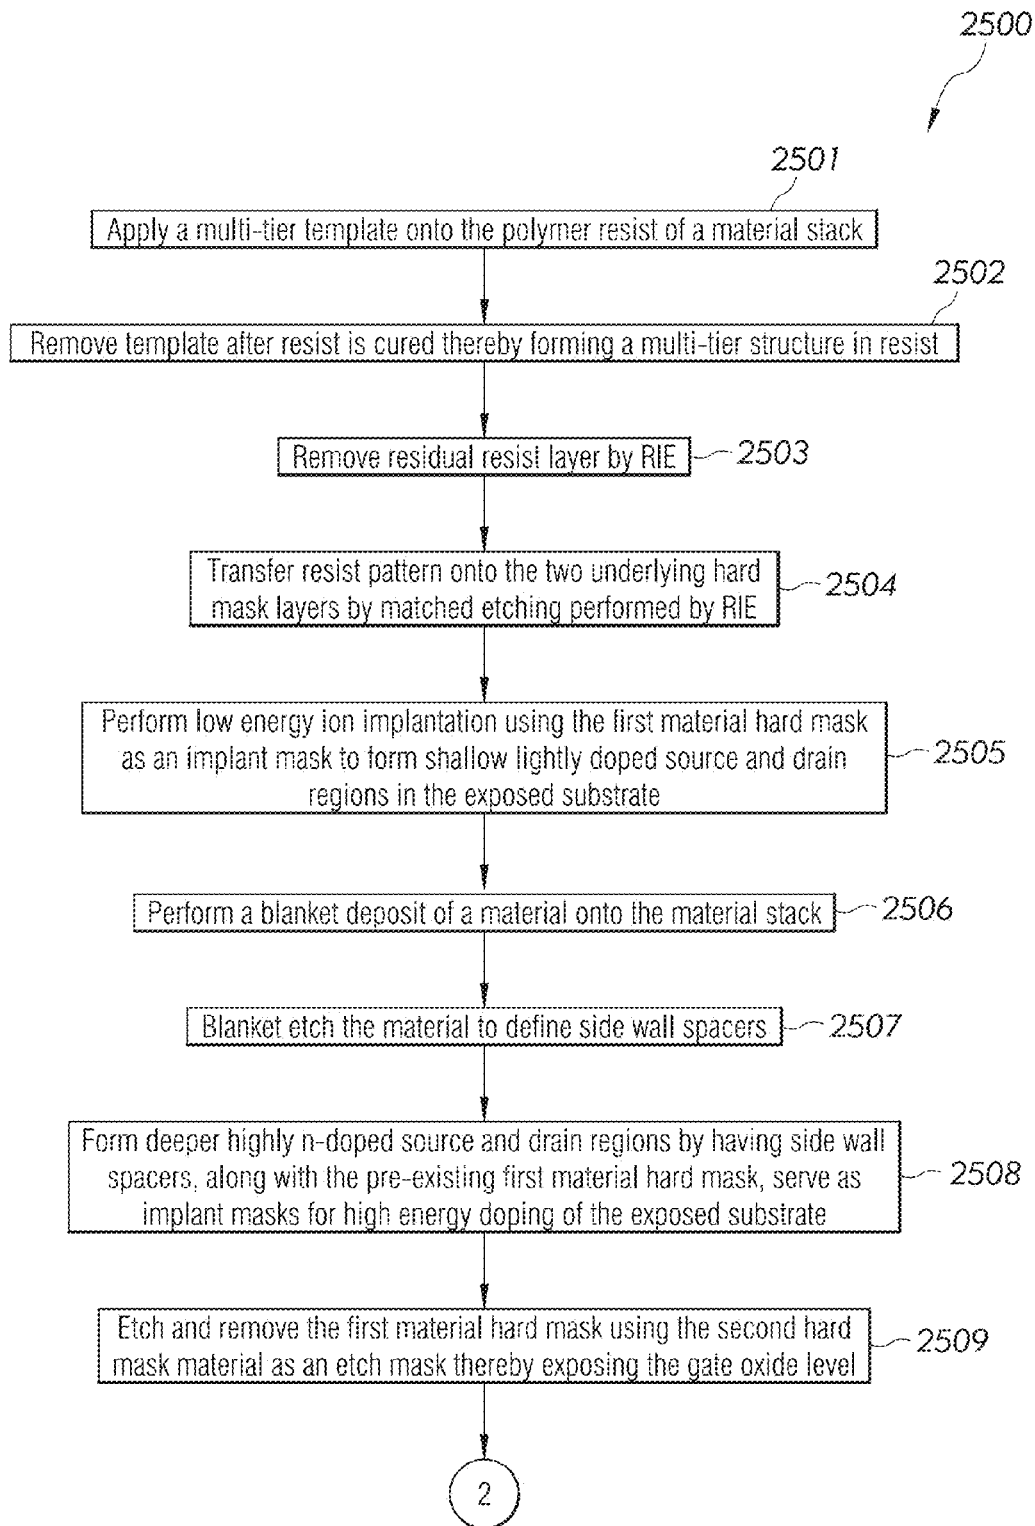 2500
2501
Apply a multi-tier template onto the polymer resist of a material stack
2502
Remove template after resist is cured thereby forming a multi-tier structure in resist
Remove residual resist layer by RIE
2503
Transfer resist pattern onto the two underlying hard
mask layers by matched etching performed by RIE
2504
Perform low energy ion implantation using the first material hard mask
as an implant mask to form shallow lightly doped source and drain
regions in the exposed substrate
2505
Perform a blanket deposit of a material onto the material stack
2506
Blanket etch the material to define side wall spacers
2507
Form deeper highly n-doped source and drain regions by having side wall
spacers, along with the pre-existing first material hard mask, serve as
implant masks for high energy doping of the exposed substrate
2508
Etch and remove the first material hard mask using the second hard
mask material as an etch mask thereby exposing the gate oxide level
2509
2